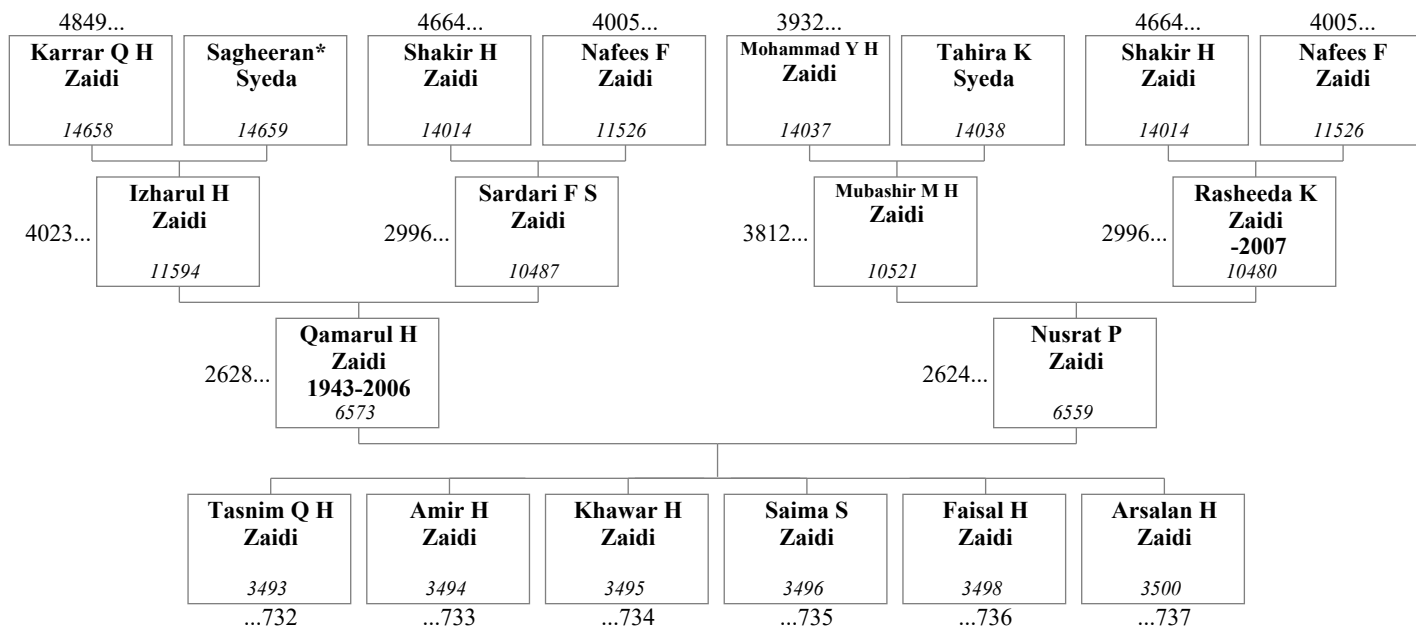 4849...
4664...
4005...
3932...
4664...
4005...
Karrar Q H
Zaidi
14658
Sagheeran*
Syeda
14659
Shakir H
Zaidi
14014
Nafees F
Zaidi
11526
Mohammad Y H
Zaidi
14037
Tahira K
Syeda
14038
Shakir H
Zaidi
14014
Nafees F
Zaidi
11526
4023...
Izharul H
Zaidi
11594
2996...
Sardari F S
Zaidi
10487
3812...
Mubashir M H
Zaidi
10521
2996...
Rasheeda K
Zaidi
-2007
10480
2628...
Qamarul H
Zaidi
1943-2006
6573
2624...
Nusrat P
Zaidi
6559
Tasnim Q H
Zaidi
3493
...732
Amir H
Zaidi
3494
...733
Khawar H
Zaidi
3495
...734
Saima S
Zaidi
3496
...735
Faisal H
Zaidi
3498
...736
Arsalan H
Zaidi
3500
...737